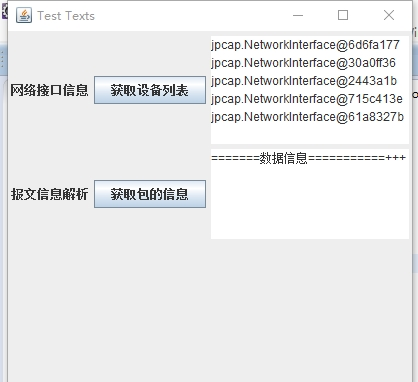 Test Texts
网络接口信息
获取设备列表
jpcap.NetworkInterface@6d6fa177
jpcap.NetworkInterface@30a0ff36
jpcap.NetworkInterface@2443a1b
jpcap.NetworkInterface@715c413e
jpcap.NetworkInterface@61a8327b
报文信息解析
获取包的信息
=======数据信息===========+++